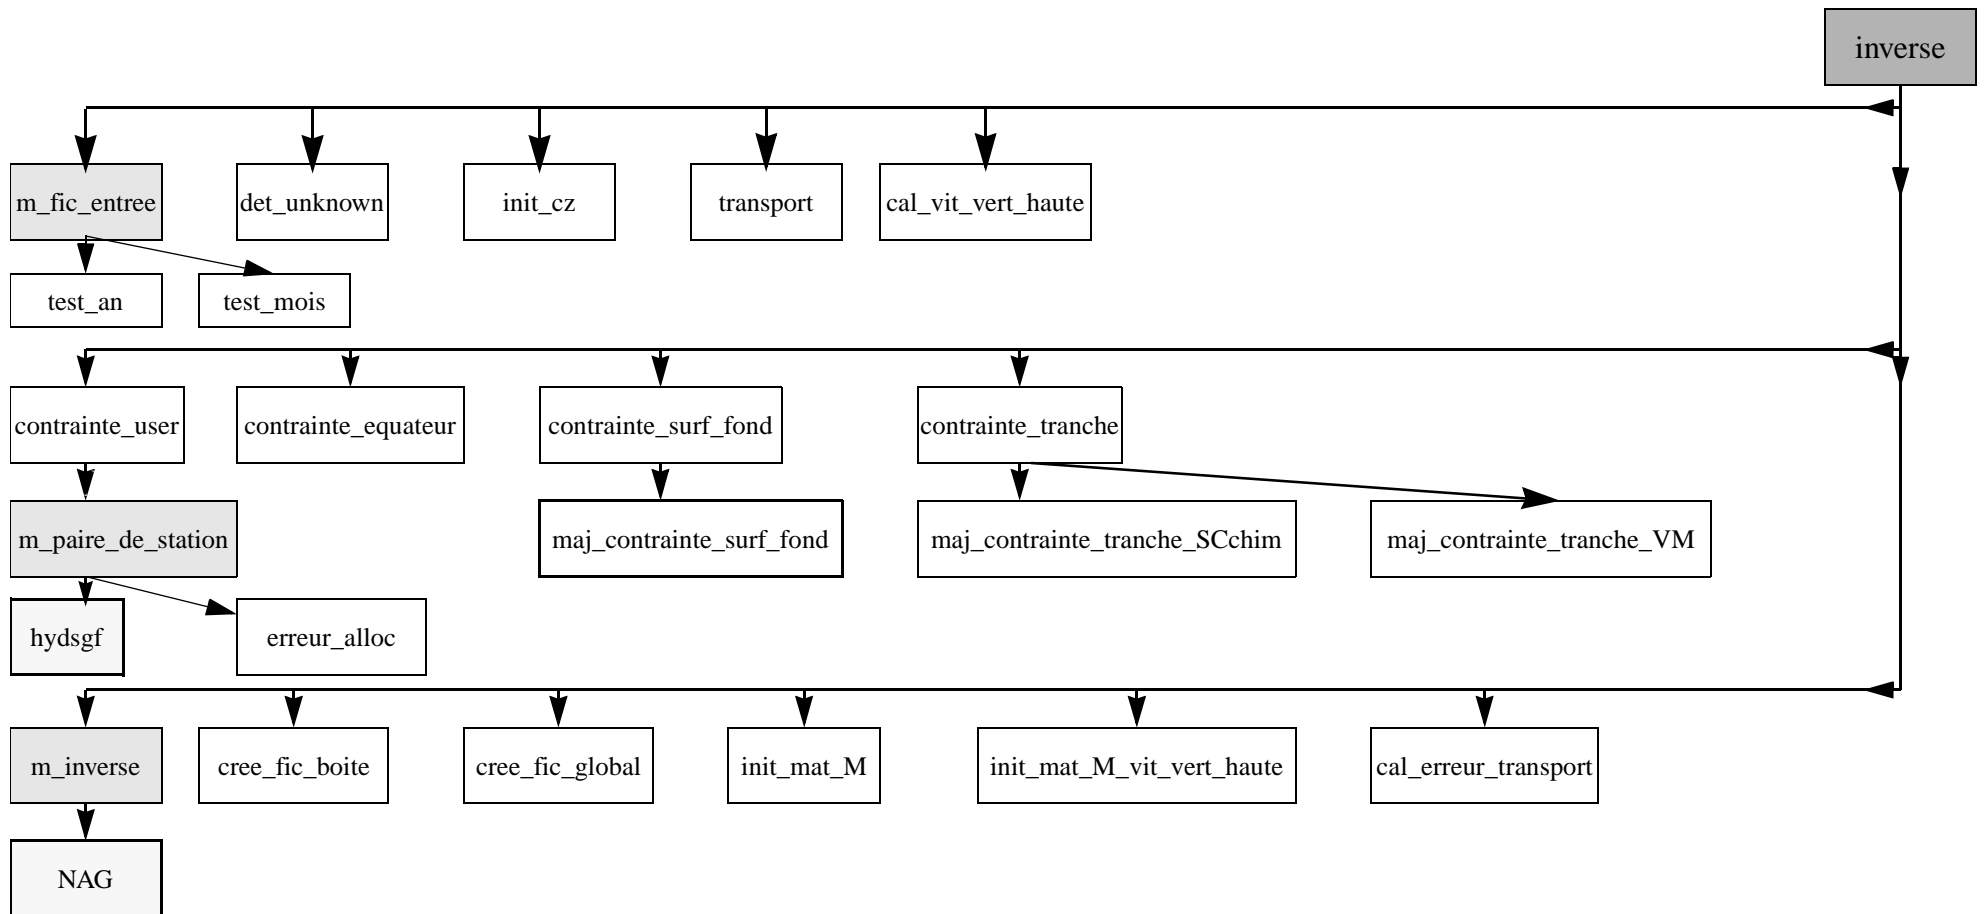 inverse
m_fic_entree
det_unknown
init_cz
transport
cal_vit_vert_haute
test_an
test_mois
contrainte_user
contrainte_equateur
contrainte_surf_fond
contrainte_tranche
m_paire_de_station
maj_contrainte_surf_fond
maj_contrainte_tranche_SCchim
maj_contrainte_tranche_VM
hydsgf
erreur_alloc
m_inverse
cree_fic_boite
cree_fic_global
init_mat_M
init_mat_M_vit_vert_haute
cal_erreur_transport
NAG